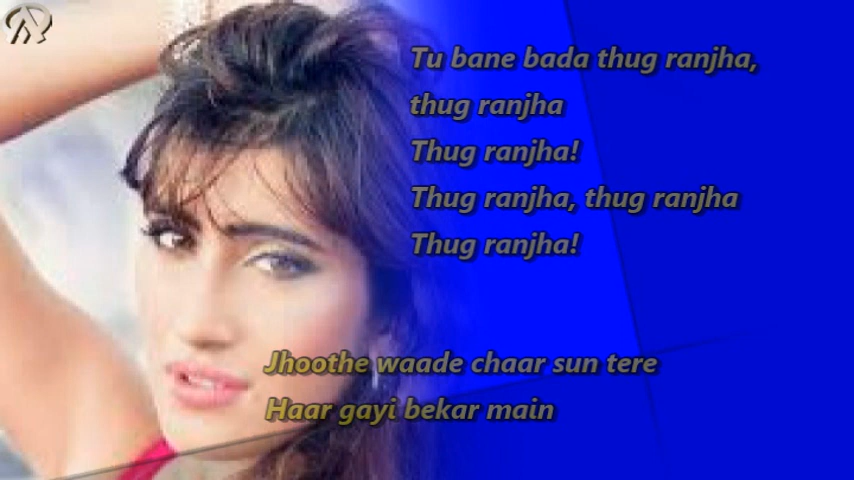 Tu bane bada thug ranjha,
thug ranjha
Thug ranjha!
Thug ranjha, thug ranjha
Thug ranjha!
Jhoothe waade chaar sun tere
Haar gayi bekar main